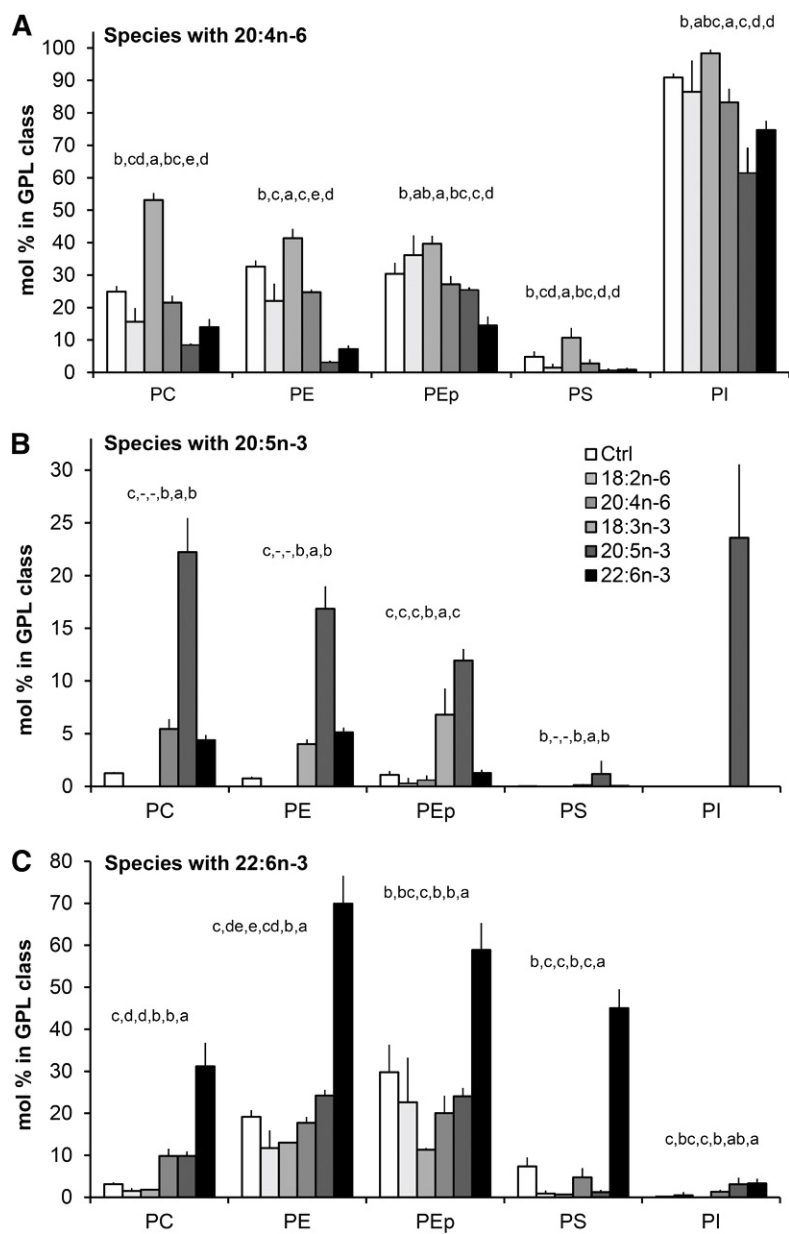 A
Species with 20:4n-6
b,abc,a,c,d,d
100
90
80
70
60
50
40
30
20
10
0
mol % in GPL class
b,cd,a,bc,e,d
b,c,a,c,e,d
b,ab,a,bc,c,d
b,cd,a,bc,d,d
PC PE PEp PS PI
B
Species with 20:5n-3
30
25
20
15
10
5
0
mol % in GPL class
c,-,-,b,a,b
c,-,-,b,a,b
c,c,c,b,a,c
b,-,-,b,a,b
Ctrl
18:2n-6
20:4n-6
18:3n-3
20:5n-3
22:6n-3
PC PE PEp PS PI
C
Species with 22:6n-3
80
70
60
50
40
30
20
10
0
mol % in GPL class
c,d,d,b,b,a
c,de,e,cd,b,a
b,bc,c,b,b,a
b,c,c,b,c,a
c,bc,c,b,ab,a
PC PE PEp PS PI